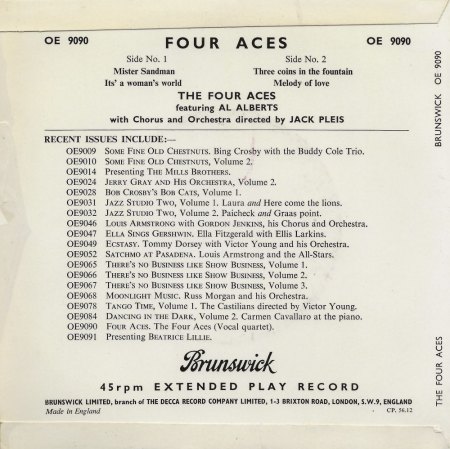 OE 9090 FOUR ACES OE 9090
Side No. 1 Side No. 2
Mister Sandman Three coins in the fountain
Its' a woman's world Melody of love
THE FOUR ACES
featuring AL ALBERTS
with Chorus and Orchestra directed by JACK PLEIS
RECENT ISSUES INCLUDE:—
OE9009 SOME FINE OLD CHESTNUTS. Bing Crosby with the Buddy Cole Trio.
OE9010 SOME FINE OLD CHESTNUTS, Volume 2.
OE9014 Presenting THE MILLS BROTHERS.
OE9024 JERRY GRAY AND HIS ORCHESTRA, Volume 2.
OE9028 BOB CROSBY'S BOB CATS, Volume 1.
OE9031 JAZZ STUDIO TWO, Volume 1. Laura and Here come the lions.
OE9032 JAZZ STUDIO TWO, Volume 2. Paicheck and Graas point.
OE9046 LOUIS ARMSTRONG with GORDON JENKINS, his Chorus and Orchestra.
OE9047 ELLA SINGS GERSHWIN. Ella Fitzgerald with Ellis Larkins.
OE9049 ECSTASY. Tommy Dorsey with Victor Young and his Orchestra.
OE9052 SATCHMO AT PASADENA. Louis Armstrong and the All-Stars.
OE9065 THERE'S NO BUSINESS LIKE SHOW BUSINESS, Volume 1.
OE9066 THERE'S NO BUSINESS LIKE SHOW BUSINESS, Volume 2.
OE9067 THERE'S NO BUSINESS LIKE SHOW BUSINESS, Volume 3.
OE9068 MOONLIGHT MUSIC. Russ Morgan and his Orchestra.
OE9078 TANGO TIME, Volume 1. The Castilians directed by Victor Young.
OE9084 DANCING IN THE DARK, Volume 2. Carmen Cavallaro at the piano.
OE9090 FOUR ACES. The Four Aces (Vocal quartet).
OE9091 Presenting BEATRICE LILLIE.
Brunswick
45rpm EXTENDED PLAY RECORD
BRUNSWICK LIMITED, branch of THE DECCA RECORD COMPANY LIMITED, 1-3 BRIXTON ROAD, LONDON, S.W.9, ENGLAND
Made in England CP. 56.12
BRUNSWICK OE 9090
THE FOUR ACES